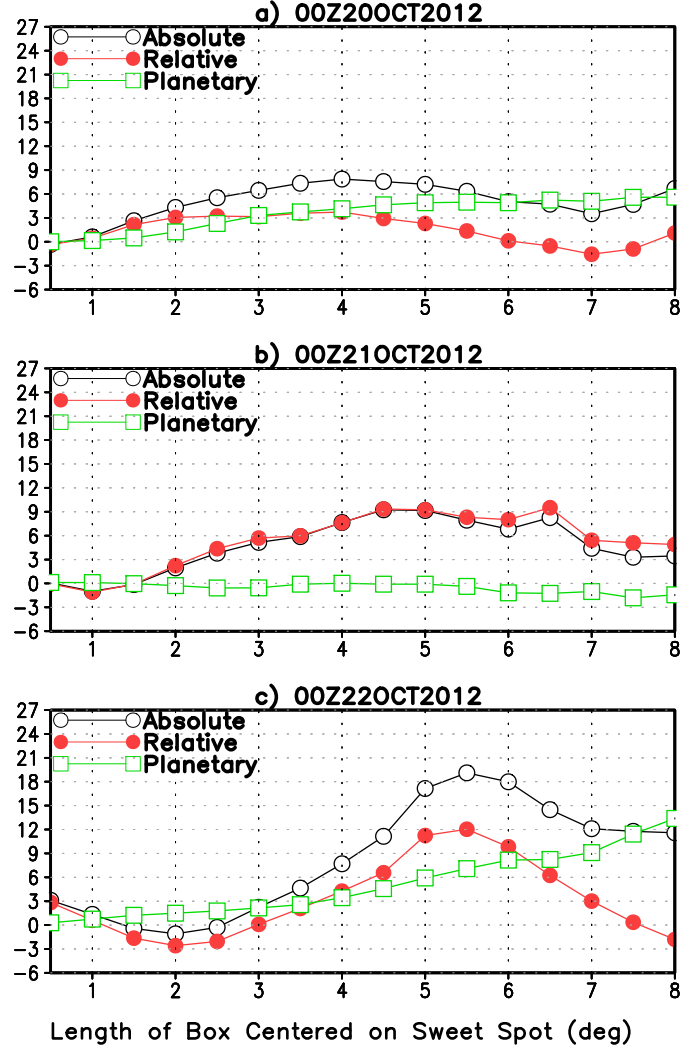 a) 00Z20OCT2012
Absolute
Relative
Planetary
27
24
21
18
15
12
9
6
3
0
-3
-6
1 2 3 4 5 6 7 8
b) 00Z21OCT2012
Absolute
Relative
Planetary
27
24
21
18
15
12
9
6
3
0
-3
-6
1 2 3 4 5 6 7 8
c) 00Z22OCT2012
Absolute
Relative
Planetary
27
24
21
18
15
12
9
6
3
0
-3
-6
1 2 3 4 5 6 7 8
Length of Box Centered on Sweet Spot (deg)